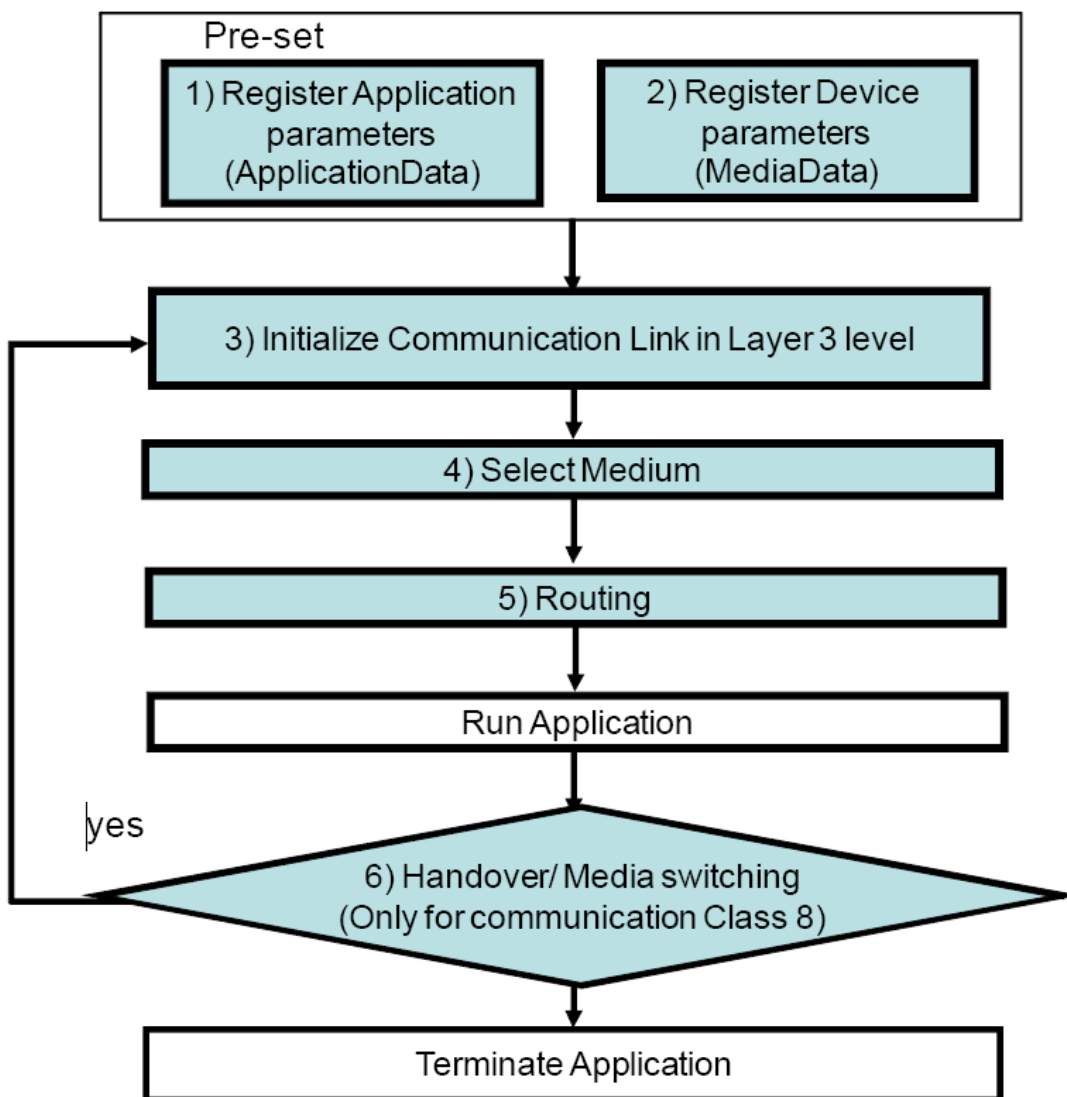 Pre-set
1) Register Application
parameters
(ApplicationData)
2) Register Device
parameters
(MediaData)
3) Initialize Communication Link in Layer 3 level
4) Select Medium
5) Routing
Run Application
yes
6) Handover/ Media switching
(Only for communication Class 8)
Terminate Application